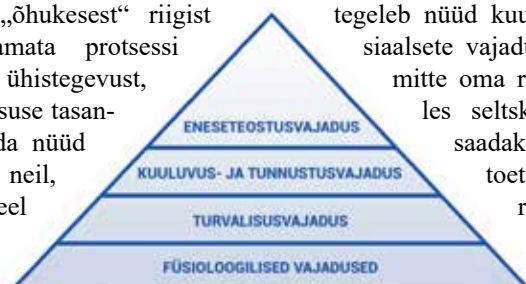 „õhukesest“ riigist
amata protsessi
ühistegevust,
suse tasan-
da nüüd
neil,
eel
tegeleb nüüd kuu
siaalsete vajadu
mitte oma r
les seltsk
saadak
toet
r
ENESETEOSTUSVAJADUS
KUULUVUS- JA TUNNUSTUSVAJADUS
TURVALISUSVAJADUS
FÜSIOLOOGILISED VAJADUSED